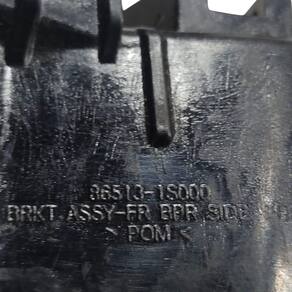 86513-1S000
BRKT ASSY-FR BPR SIDE
> POM <